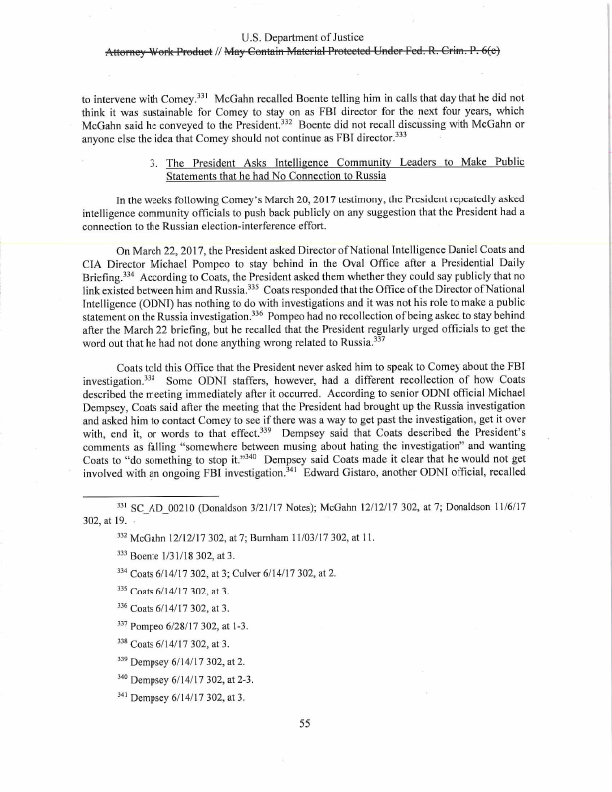 U.S. Department of Justice
Attorney Work Product // May Contain Material Protected Under Fed. R. Crim. P. 6(e)
to intervene with Comey.331 McGahn recalled Boente telling him in calls that day that he did not
think it was sustainable for Comey to stay on as FBI director for the next four years, which
McGahn said he conveyed to the President.332 Boente did not recall discussing with McGahn or
anyone else the idea that Comey should not continue as FBI director.333
3. The President Asks Intelligence Community Leaders to Make Public
Statements that he had No Connection to Russia
In the weeks following Comey's March 20, 2017 testimony, the President repeatedly asked
intelligence community officials to push back publicly on any suggestion that the President had a
connection to the Russian election-interference effort.
On March 22, 2017, the President asked Director of National Intelligence Daniel Coats and
CIA Director Michael Pompeo to stay behind in the Oval Office after a Presidential Daily
Briefing.334 According to Coats, the President asked them whether they could say publicly that no
link existed between him and Russia.335 Coats responded that the Office of the Director of National
Intelligence (ODNI) has nothing to do with investigations and it was not his role to make a public
statement on the Russia investigation.336 Pompeo had no recollection of being asked to stay behind
after the March 22 briefing, but he recalled that the President regularly urged officials to get the
word out that he had not done anything wrong related to Russia.337
Coats told this Office that the President never asked him to speak to Comey about the FBI
investigation.338 Some ODNI staffers, however, had a different recollection of how Coats
described the meeting immediately after it occurred. According to senior ODNI official Michael
Dempsey, Coats said after the meeting that the President had brought up the Russia investigation
and asked him to contact Comey to see if there was a way to get past the investigation, get it over
with, end it, or words to that effect.339 Dempsey said that Coats described the President's
comments as falling "somewhere between musing about hating the investigation" and wanting
Coats to "do something to stop it."340 Dempsey said Coats made it clear that he would not get
involved with an ongoing FBI investigation.341 Edward Gistaro, another ODNI official, recalled
331 SC_AD_00210 (Donaldson 3/21/17 Notes); McGahn 12/12/17 302, at 7; Donaldson 11/6/17
302, at 19.
332 McGahn 12/12/17 302, at 7; Burnham 11/03/17 302, at 11.
333 Boente 1/31/18 302, at 3.
334 Coats 6/14/17 302, at 3; Culver 6/14/17 302, at 2.
335 Coats 6/14/17 302, at 3.
336 Coats 6/14/17 302, at 3.
337 Pompeo 6/28/17 302, at 1-3.
338 Coats 6/14/17 302, at 3.
339 Dempsey 6/14/17 302, at 2.
340 Dempsey 6/14/17 302, at 2-3.
341 Dempsey 6/14/17 302, at 3.
55